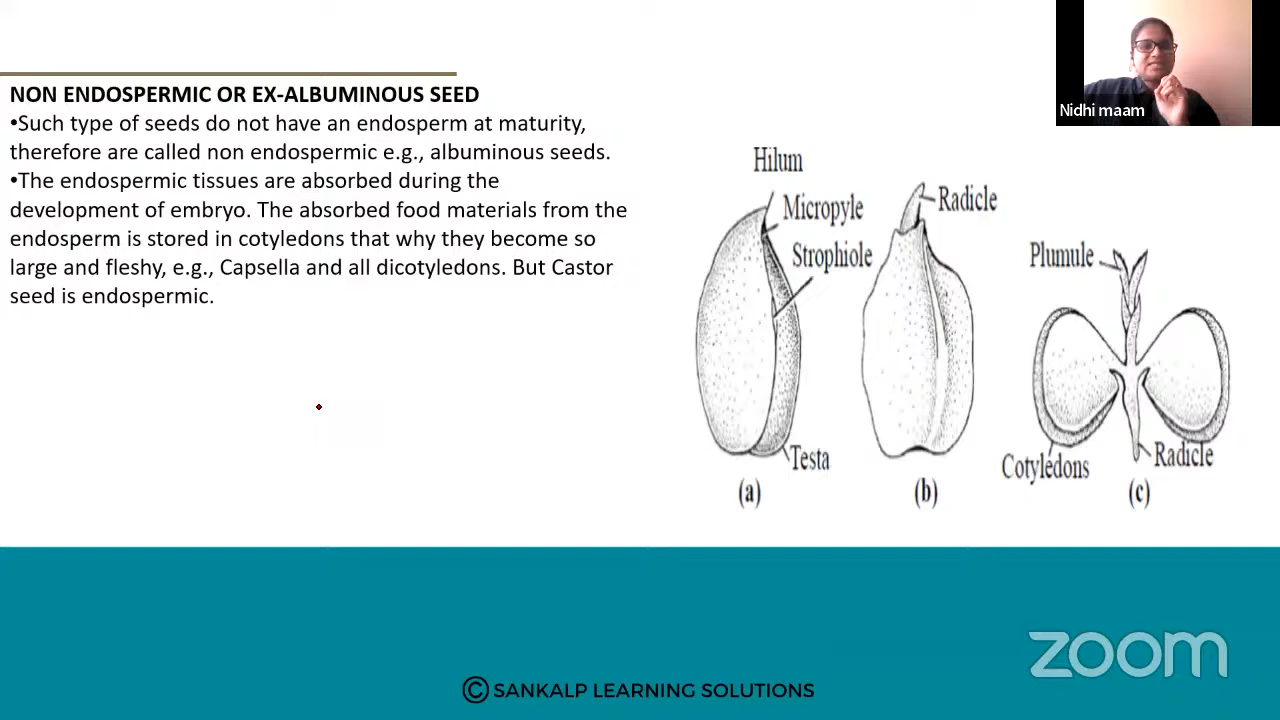 NON ENDOSPERMIC OR EX-ALBUMINOUS SEED
•Such type of seeds do not have an endosperm at maturity,
therefore are called non endospermic e.g., albuminous seeds.
•The endospermic tissues are absorbed during the
development of embryo. The absorbed food materials from the
endosperm is stored in cotyledons that why they become so
large and fleshy, e.g., Capsella and all dicotyledons. But Castor
seed is endospermic.
Nidhi maam
Hilum
Micropyle
Strophiole
Testa
(a)
Radicle
(b)
Plumule
Cotyledons
Radicle
(c)
zoom
© SANKALP LEARNING SOLUTIONS